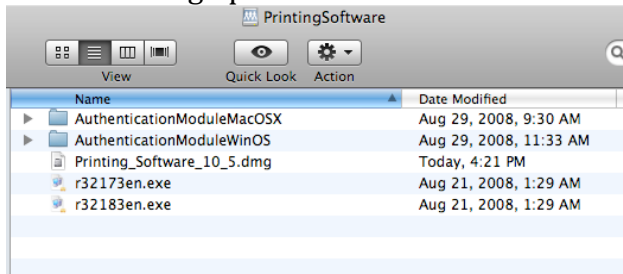 PrintingSoftware
View Quick Look Action
Name Date Modified
AuthenticationModuleMacOSX Aug 29, 2008, 9:30 AM
AuthenticationModuleWinOS Aug 29, 2008, 11:33 AM
Printing_Software_10_5.dmg Today, 4:21 PM
r32173en.exe Aug 21, 2008, 1:29 AM
r32183en.exe Aug 21, 2008, 1:29 AM